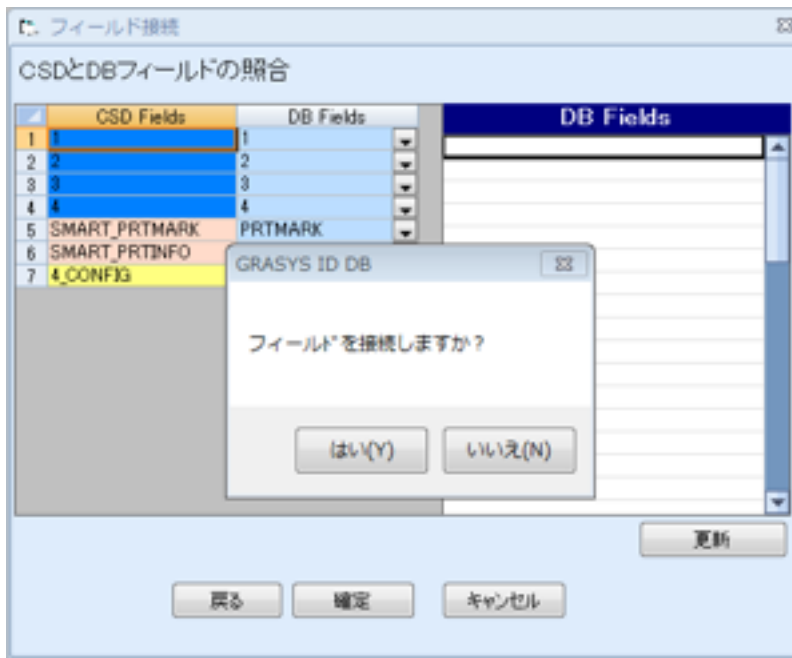 フィールド接続
CSDとDBフィールドの照合
CSD Fields DB Fields DB Fields
1 1 1
2 2 2
3 3 3
4 4 4
5 SMART_PRTMARK PRTMARK
6 SMART_PRTINFO
7 4_CONFIG
GRASYS ID DB
フィールドを接続しますか？
はい(Y) いいえ(N)
更新
戻る 確定 キャンセル